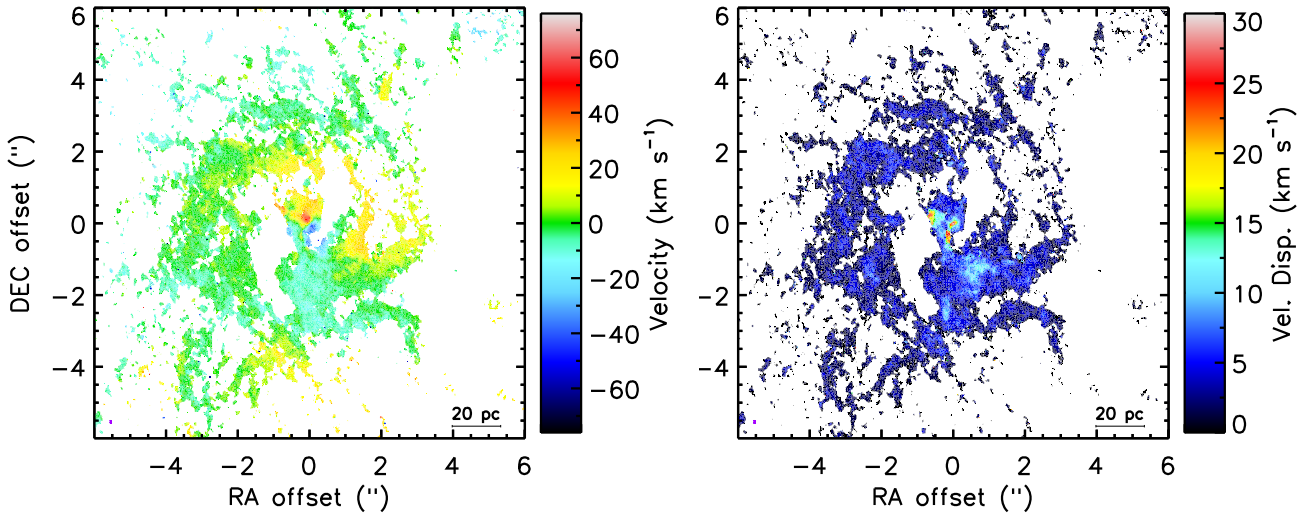 6
4
2
0
−2
−4
DEC offset ('')
−4 −2 0 2 4 6
RA offset ('')
20 pc
60
40
20
0
−20
−40
−60
Velocity (km s⁻¹)
6
4
2
0
−2
−4
−4 −2 0 2 4 6
RA offset ('')
20 pc
30
25
20
15
10
5
0
Vel. Disp. (km s⁻¹)